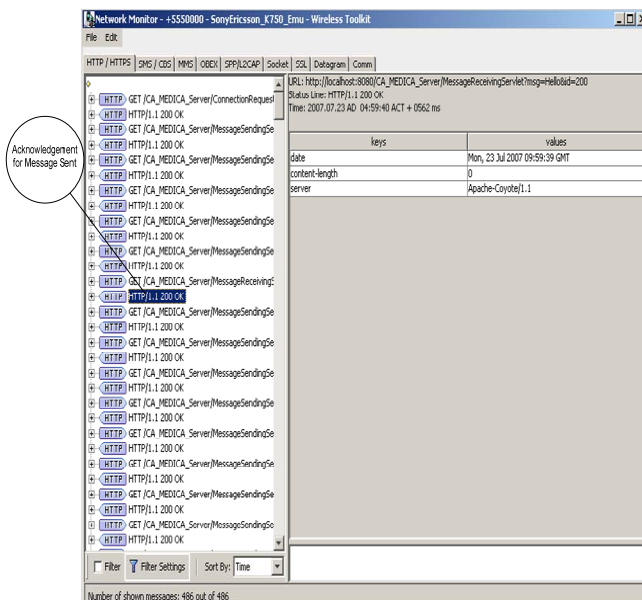 Network Monitor - +5550000 - SonyEricsson_K750_Emu - Wireless Toolkit
File Edit
HTTP / HTTPS SMS / CBS MMS OBEX SPP/L2CAP Socket SSL Datagram Comm
URL: http://localhost:8080/CA_MEDICA_Server/MessageReceivingServlet?msg=Hello&id=200
Status Line: HTTP/1.1 200 OK
Time: 2007.07.23 AD 04:59:40 ACT + 0562 ms
keys values
date Mon, 23 Jul 2007 09:59:39 GMT
content-length 0
server Apache-Coyote/1.1
Acknowledgement
for Message Sent
HTTP GET /CA_MEDICA_Server/ConnectionRequest
HTTP HTTP/1.1 200 OK
HTTP GET /CA_MEDICA_Server/MessageSendingSe
HTTP HTTP/1.1 200 OK
HTTP GET /CA_MEDICA_Server/MessageSendingSe
HTTP HTTP/1.1 200 OK
HTTP GET /CA_MEDICA_Server/MessageSendingSe
HTTP HTTP/1.1 200 OK
HTTP GET /CA_MEDICA_Server/MessageSendingSe
HTTP HTTP/1.1 200 OK
HTTP GET /CA_MEDICA_Server/MessageSendingSe
HTTP HTTP/1.1 200 OK
HTTP GET /CA_MEDICA_Server/MessageReceivingS
HTTP HTTP/1.1 200 OK
HTTP GET /CA_MEDICA_Server/MessageSendingSe
HTTP HTTP/1.1 200 OK
HTTP GET /CA_MEDICA_Server/MessageSendingSe
HTTP HTTP/1.1 200 OK
HTTP GET /CA_MEDICA_Server/MessageSendingSe
HTTP HTTP/1.1 200 OK
HTTP GET /CA_MEDICA_Server/MessageSendingSe
HTTP HTTP/1.1 200 OK
HTTP GET /CA_MEDICA_Server/MessageSendingSe
HTTP HTTP/1.1 200 OK
HTTP GET /CA_MEDICA_Server/MessageSendingSe
HTTP HTTP/1.1 200 OK
HTTP GET /CA_MEDICA_Server/MessageSendingSe
HTTP HTTP/1.1 200 OK
Filter Filter Settings Sort By: Time
Number of shown messages: 486 out of 486